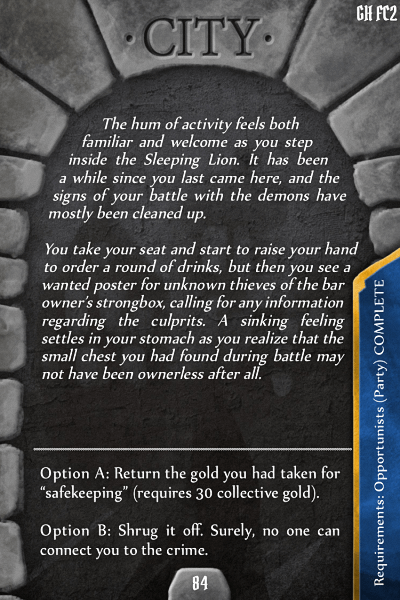 GH FC2
·CITY·
The hum of activity feels both
familiar and welcome as you step
inside the Sleeping Lion. It has been
a while since you last came here, and the
signs of your battle with the demons have
mostly been cleaned up.
You take your seat and start to raise your hand
to order a round of drinks, but then you see a
wanted poster for unknown thieves of the bar
owner's strongbox, calling for any information
regarding the culprits. A sinking feeling
settles in your stomach as you realize that the
small chest you had found during battle may
not have been ownerless after all.
Requirements: Opportunists (Party) COMPLETE
Option A: Return the gold you had taken for
“safekeeping” (requires 30 collective gold).
Option B: Shrug it off. Surely, no one can
connect you to the crime.
84